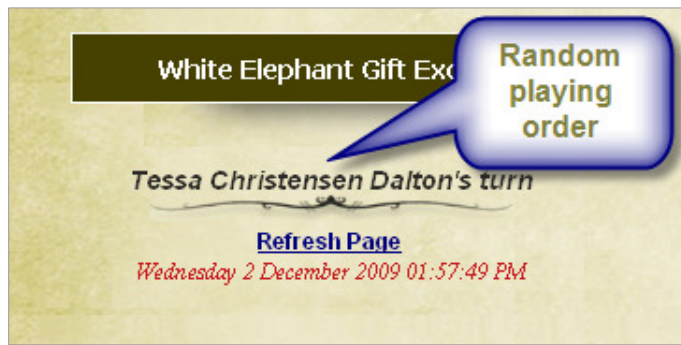 White Elephant Gift Exc
Random
playing
order
Tessa Christensen Dalton's turn
Refresh Page
Wednesday 2 December 2009 01:57:49 PM